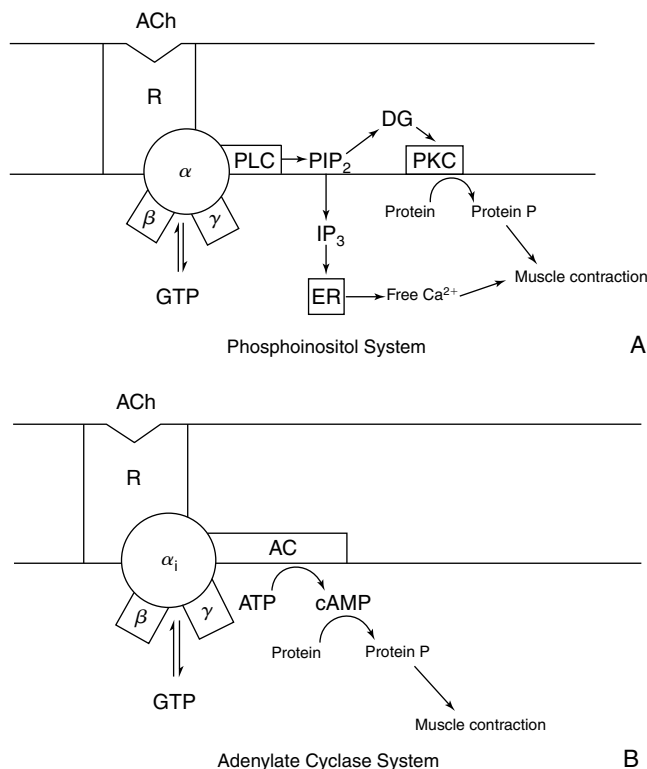 ACh
R
α
β
γ
GTP
PLC
PIP2
DG
PKC
Protein
Protein P
IP3
ER
Free Ca2+
Muscle contraction
Phosphoinositol System
A
ACh
R
αi
β
γ
GTP
AC
ATP
cAMP
Protein
Protein P
Muscle contraction
Adenylate Cyclase System
B